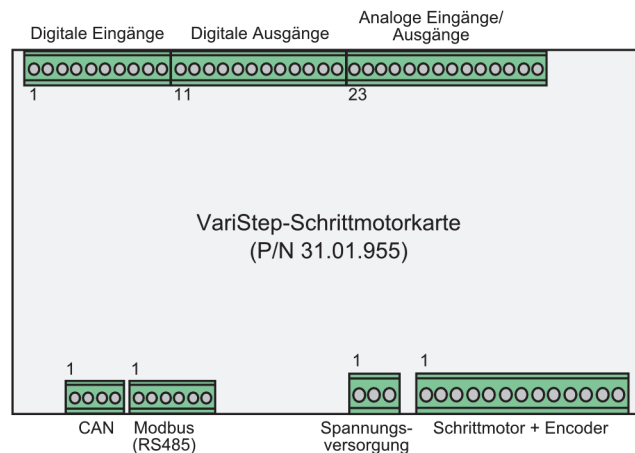 Digitale Eingänge
Digitale Ausgänge
Analoge Eingänge/
Ausgänge
1
11
23
VariStep-Schrittmotorkarte
(P/N 31.01.955)
1
1
1
1
CAN
Modbus
(RS485)
Spannungs-
versorgung
Schrittmotor + Encoder